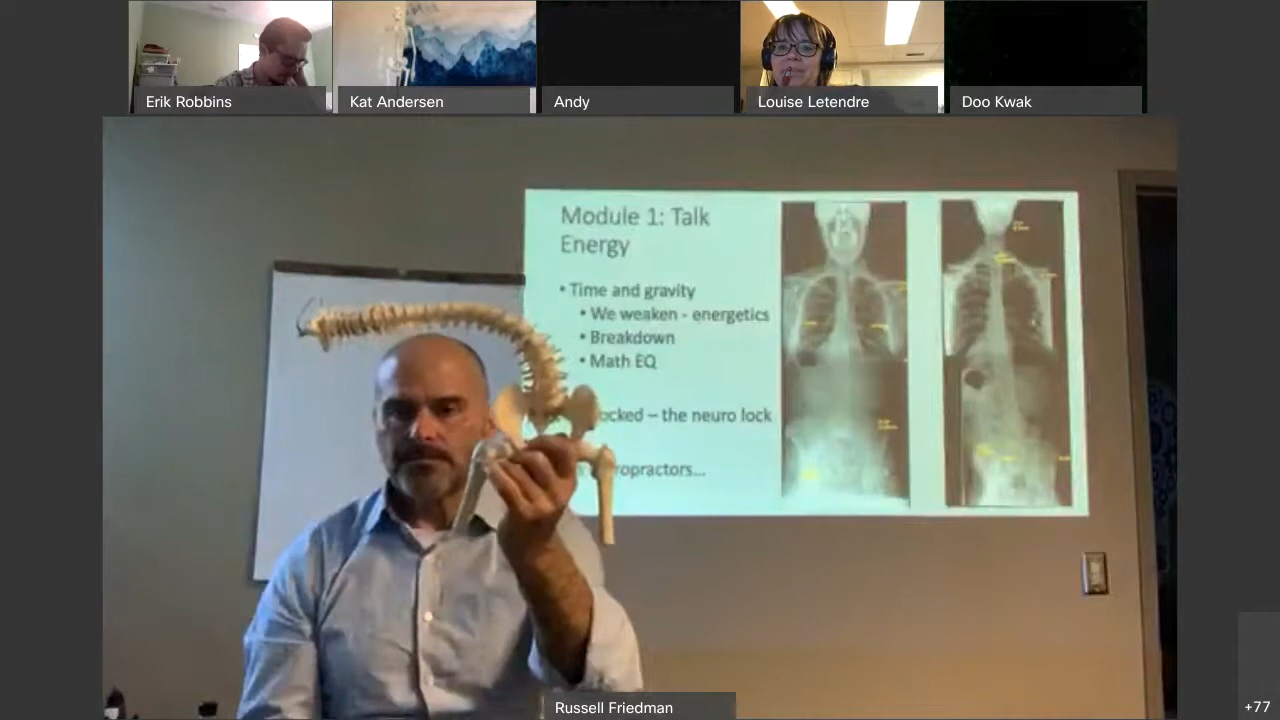 Erik Robbins
Kat Andersen
Andy
Louise Letendre
Doo Kwak
Module 1: Talk
Energy
• Time and gravity
• We weaken - energetics
• Breakdown
• Math EQ
ocked – the neuro lock
ropractors...
Russell Friedman
+77